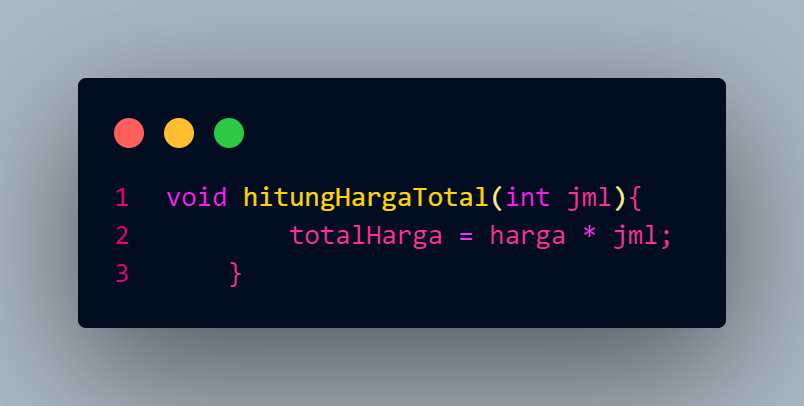 1 void hitungHargaTotal(int jml){
2 totalHarga = harga * jml;
3 }